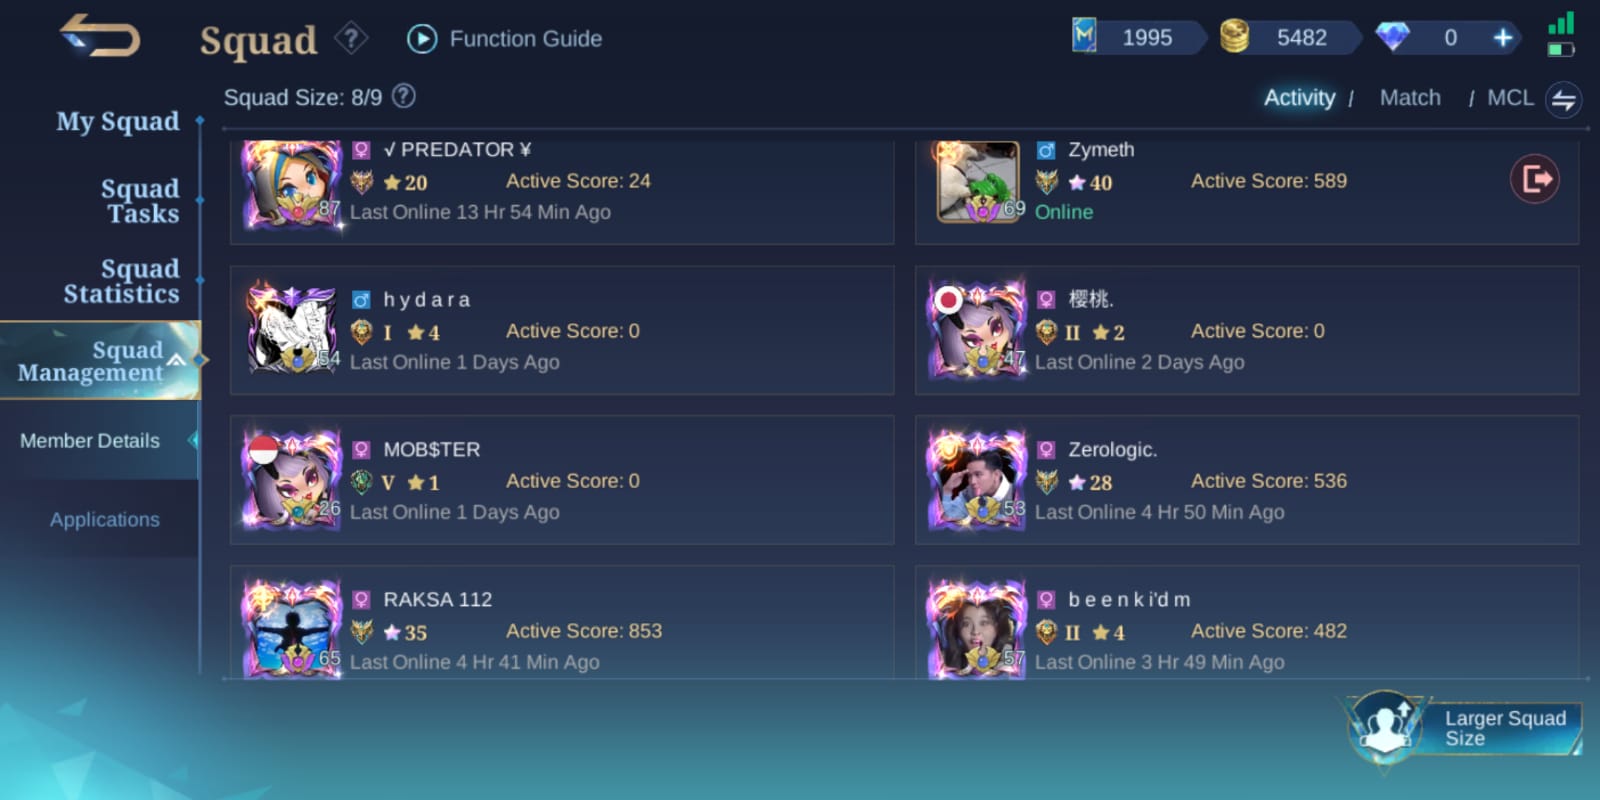 Squad ?
Function Guide
1995
5482
0 +
Squad Size: 8/9 ?
Activity / Match / MCL
My Squad
Squad
Tasks
Squad
Statistics
Squad
Management
Member Details
Applications
√ PREDATOR ¥
20 Active Score: 24
87 Last Online 13 Hr 54 Min Ago
Zymeth
40 Active Score: 589
69 Online
h y d a r a
I 4 Active Score: 0
54 Last Online 1 Days Ago
樱桃.
II 2 Active Score: 0
47 Last Online 2 Days Ago
MOB$TER
V 1 Active Score: 0
26 Last Online 1 Days Ago
Zerologic.
28 Active Score: 536
53 Last Online 4 Hr 50 Min Ago
RAKSA 112
35 Active Score: 853
65 Last Online 4 Hr 41 Min Ago
b e e n k i'd m
II 4 Active Score: 482
57 Last Online 3 Hr 49 Min Ago
Larger Squad
Size